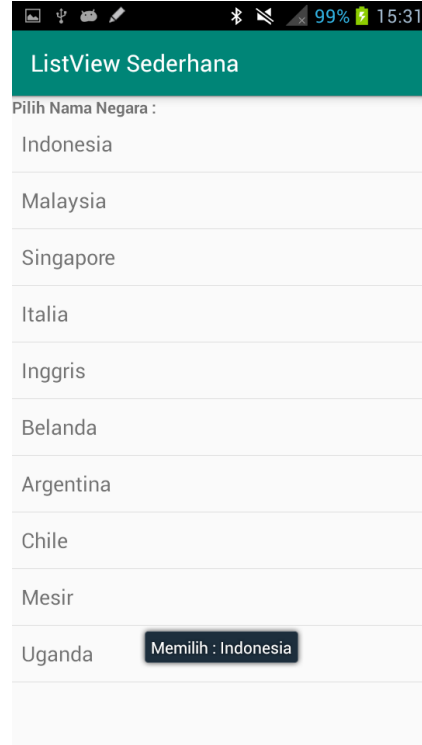 99% 15:31
ListView Sederhana
Pilih Nama Negara :
Indonesia
Malaysia
Singapore
Italia
Inggris
Belanda
Argentina
Chile
Mesir
Uganda
Memilih : Indonesia